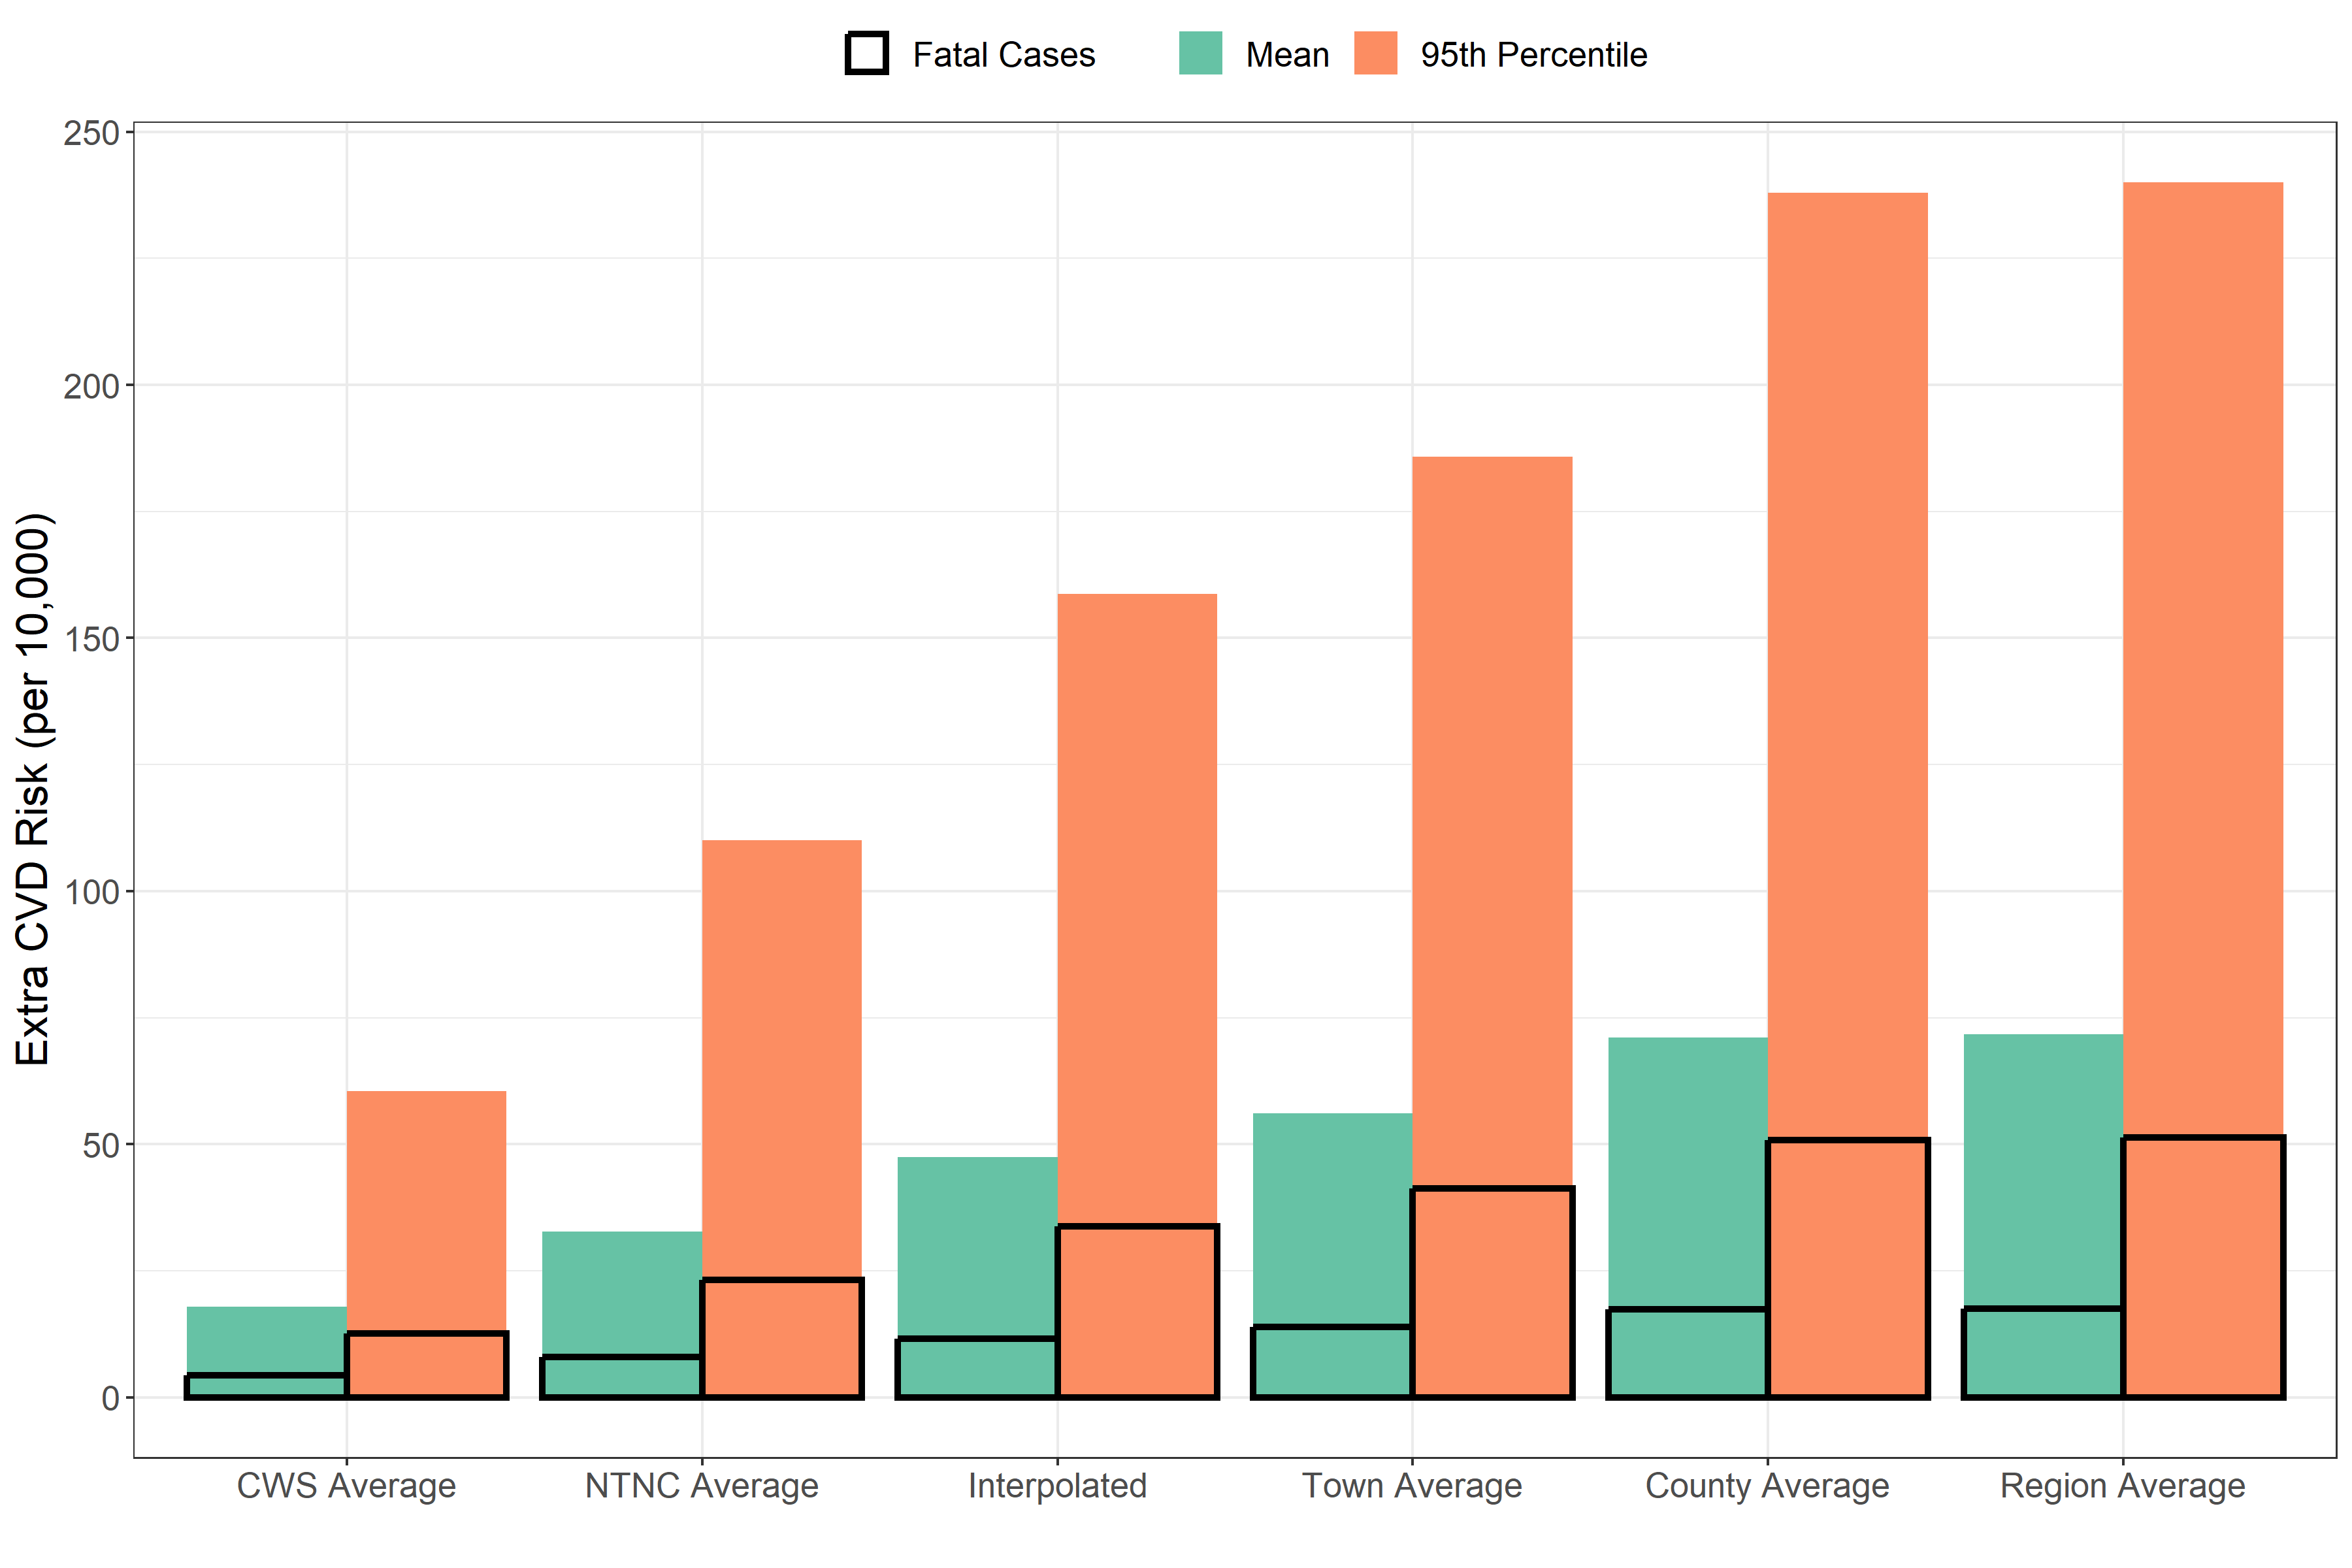 Fatal Cases
Mean
95th Percentile
Extra CVD Risk (per 10,000)
250
200
150
100
50
0
CWS Average
NTNC Average
Interpolated
Town Average
County Average
Region Average